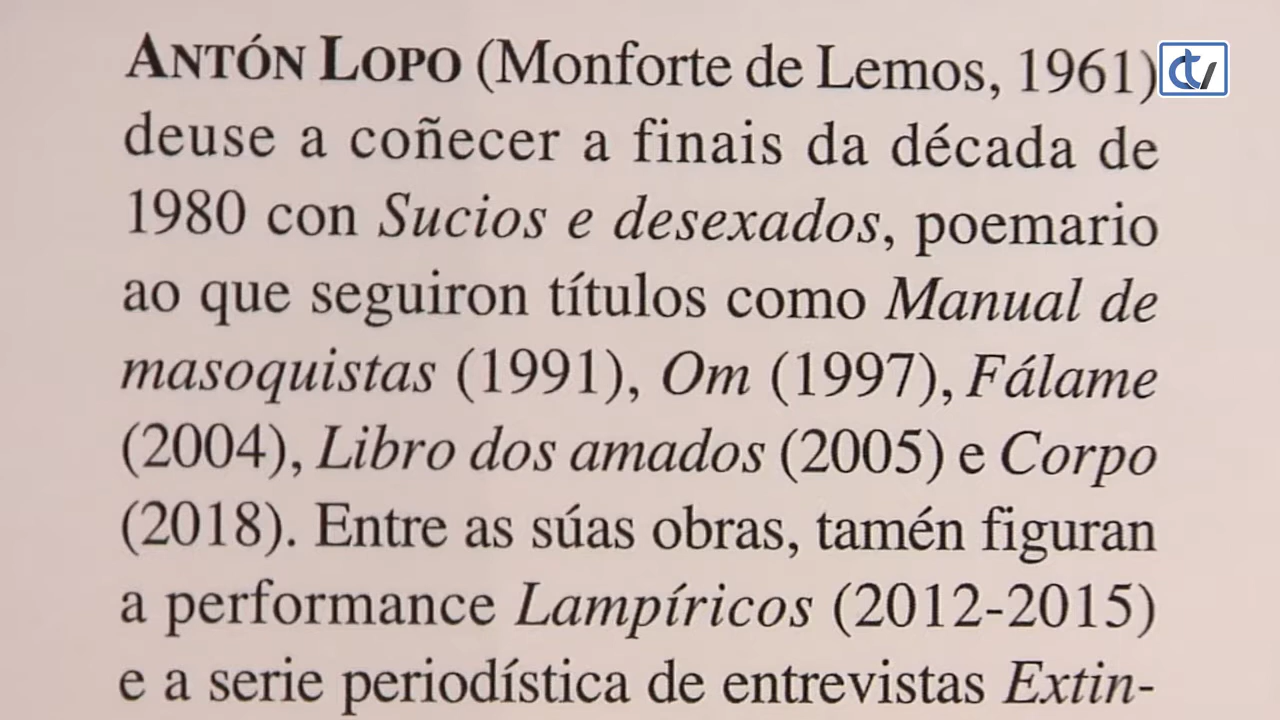 ANTÓN LOPO (Monforte de Lemos, 1961)
deuse a coñecer a finais da década de
1980 con Sucios e desexados, poemario
ao que seguiron títulos como Manual de
masoquistas (1991), Om (1997), Fálame
(2004), Libro dos amados (2005) e Corpo
(2018). Entre as súas obras, tamén figuran
a performance Lampíricos (2012-2015)
e a serie periodística de entrevistas Extin-